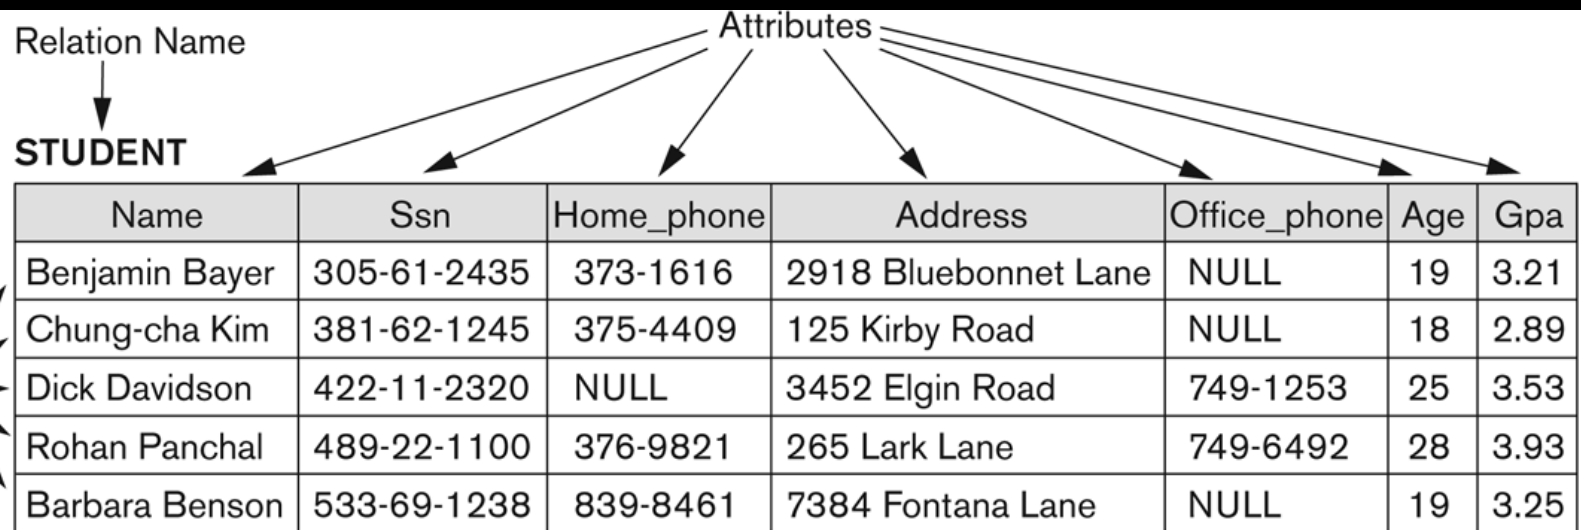 Attributes
Relation Name
STUDENT
Name Ssn Home_phone Address Office_phone Age Gpa
Benjamin Bayer 305-61-2435 373-1616 2918 Bluebonnet Lane NULL 19 3.21
Chung-cha Kim 381-62-1245 375-4409 125 Kirby Road NULL 18 2.89
Dick Davidson 422-11-2320 NULL 3452 Elgin Road 749-1253 25 3.53
Rohan Panchal 489-22-1100 376-9821 265 Lark Lane 749-6492 28 3.93
Barbara Benson 533-69-1238 839-8461 7384 Fontana Lane NULL 19 3.25